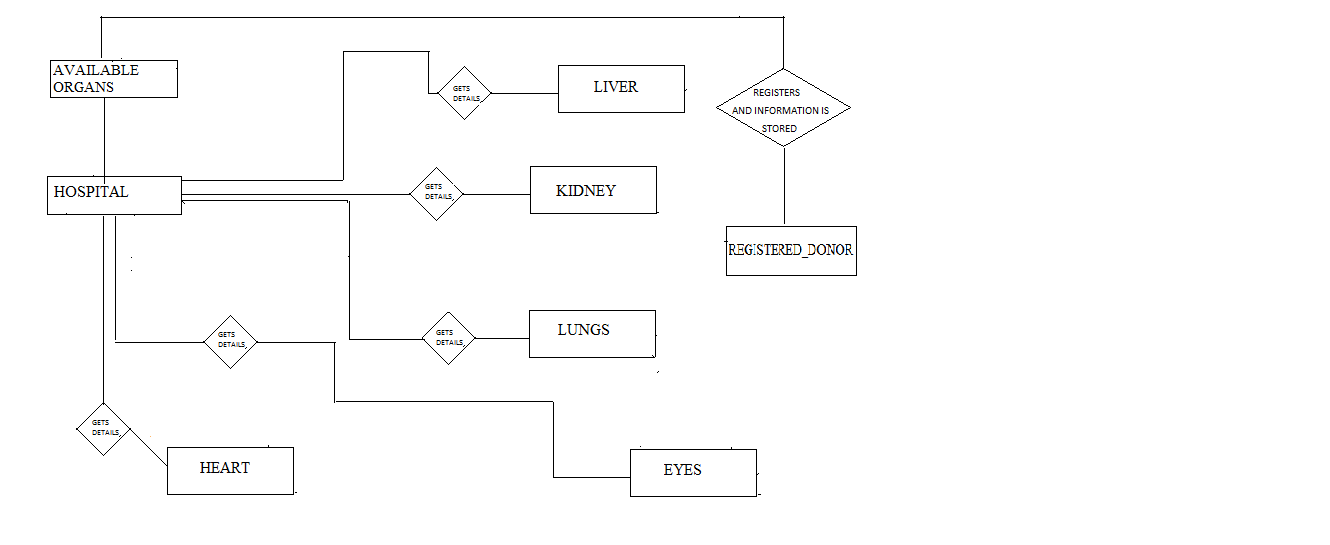 AVAILABLE
ORGANS
GETS
DETAILS,
LIVER
REGISTERS
AND INFORMATION IS
STORED
HOSPITAL
GETS
DETAILS,
KIDNEY
REGISTERED_DONOR
GETS
DETAILS,
GETS
DETAILS,
LUNGS
GETS
DETAILS,
HEART
EYES